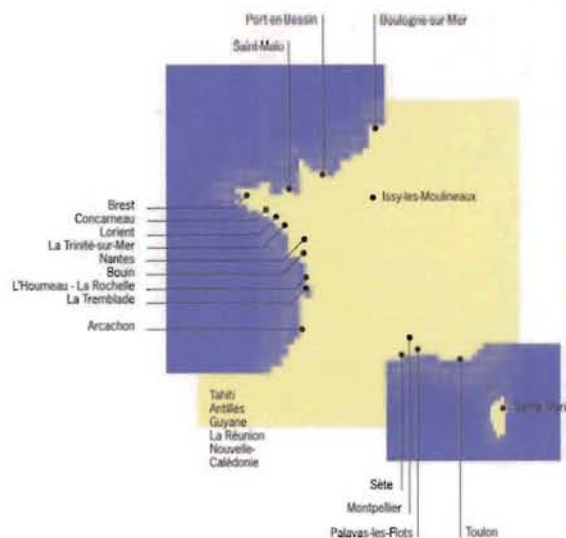 Port-en-Bessin
Boulogne-sur-Mer
Saint-Malo
Issy-les-Moulineaux
Brest
Concarneau
Lorient
La Trinité-sur-Mer
Nantes
Bouin
L'Houmeau - La Rochelle
La Tremblade
Arcachon
Tahiti
Antilles
Guyane
La Réunion
Nouvelle-
Calédonie
Sète
Montpellier
Palavas-les-Flots
Toulon